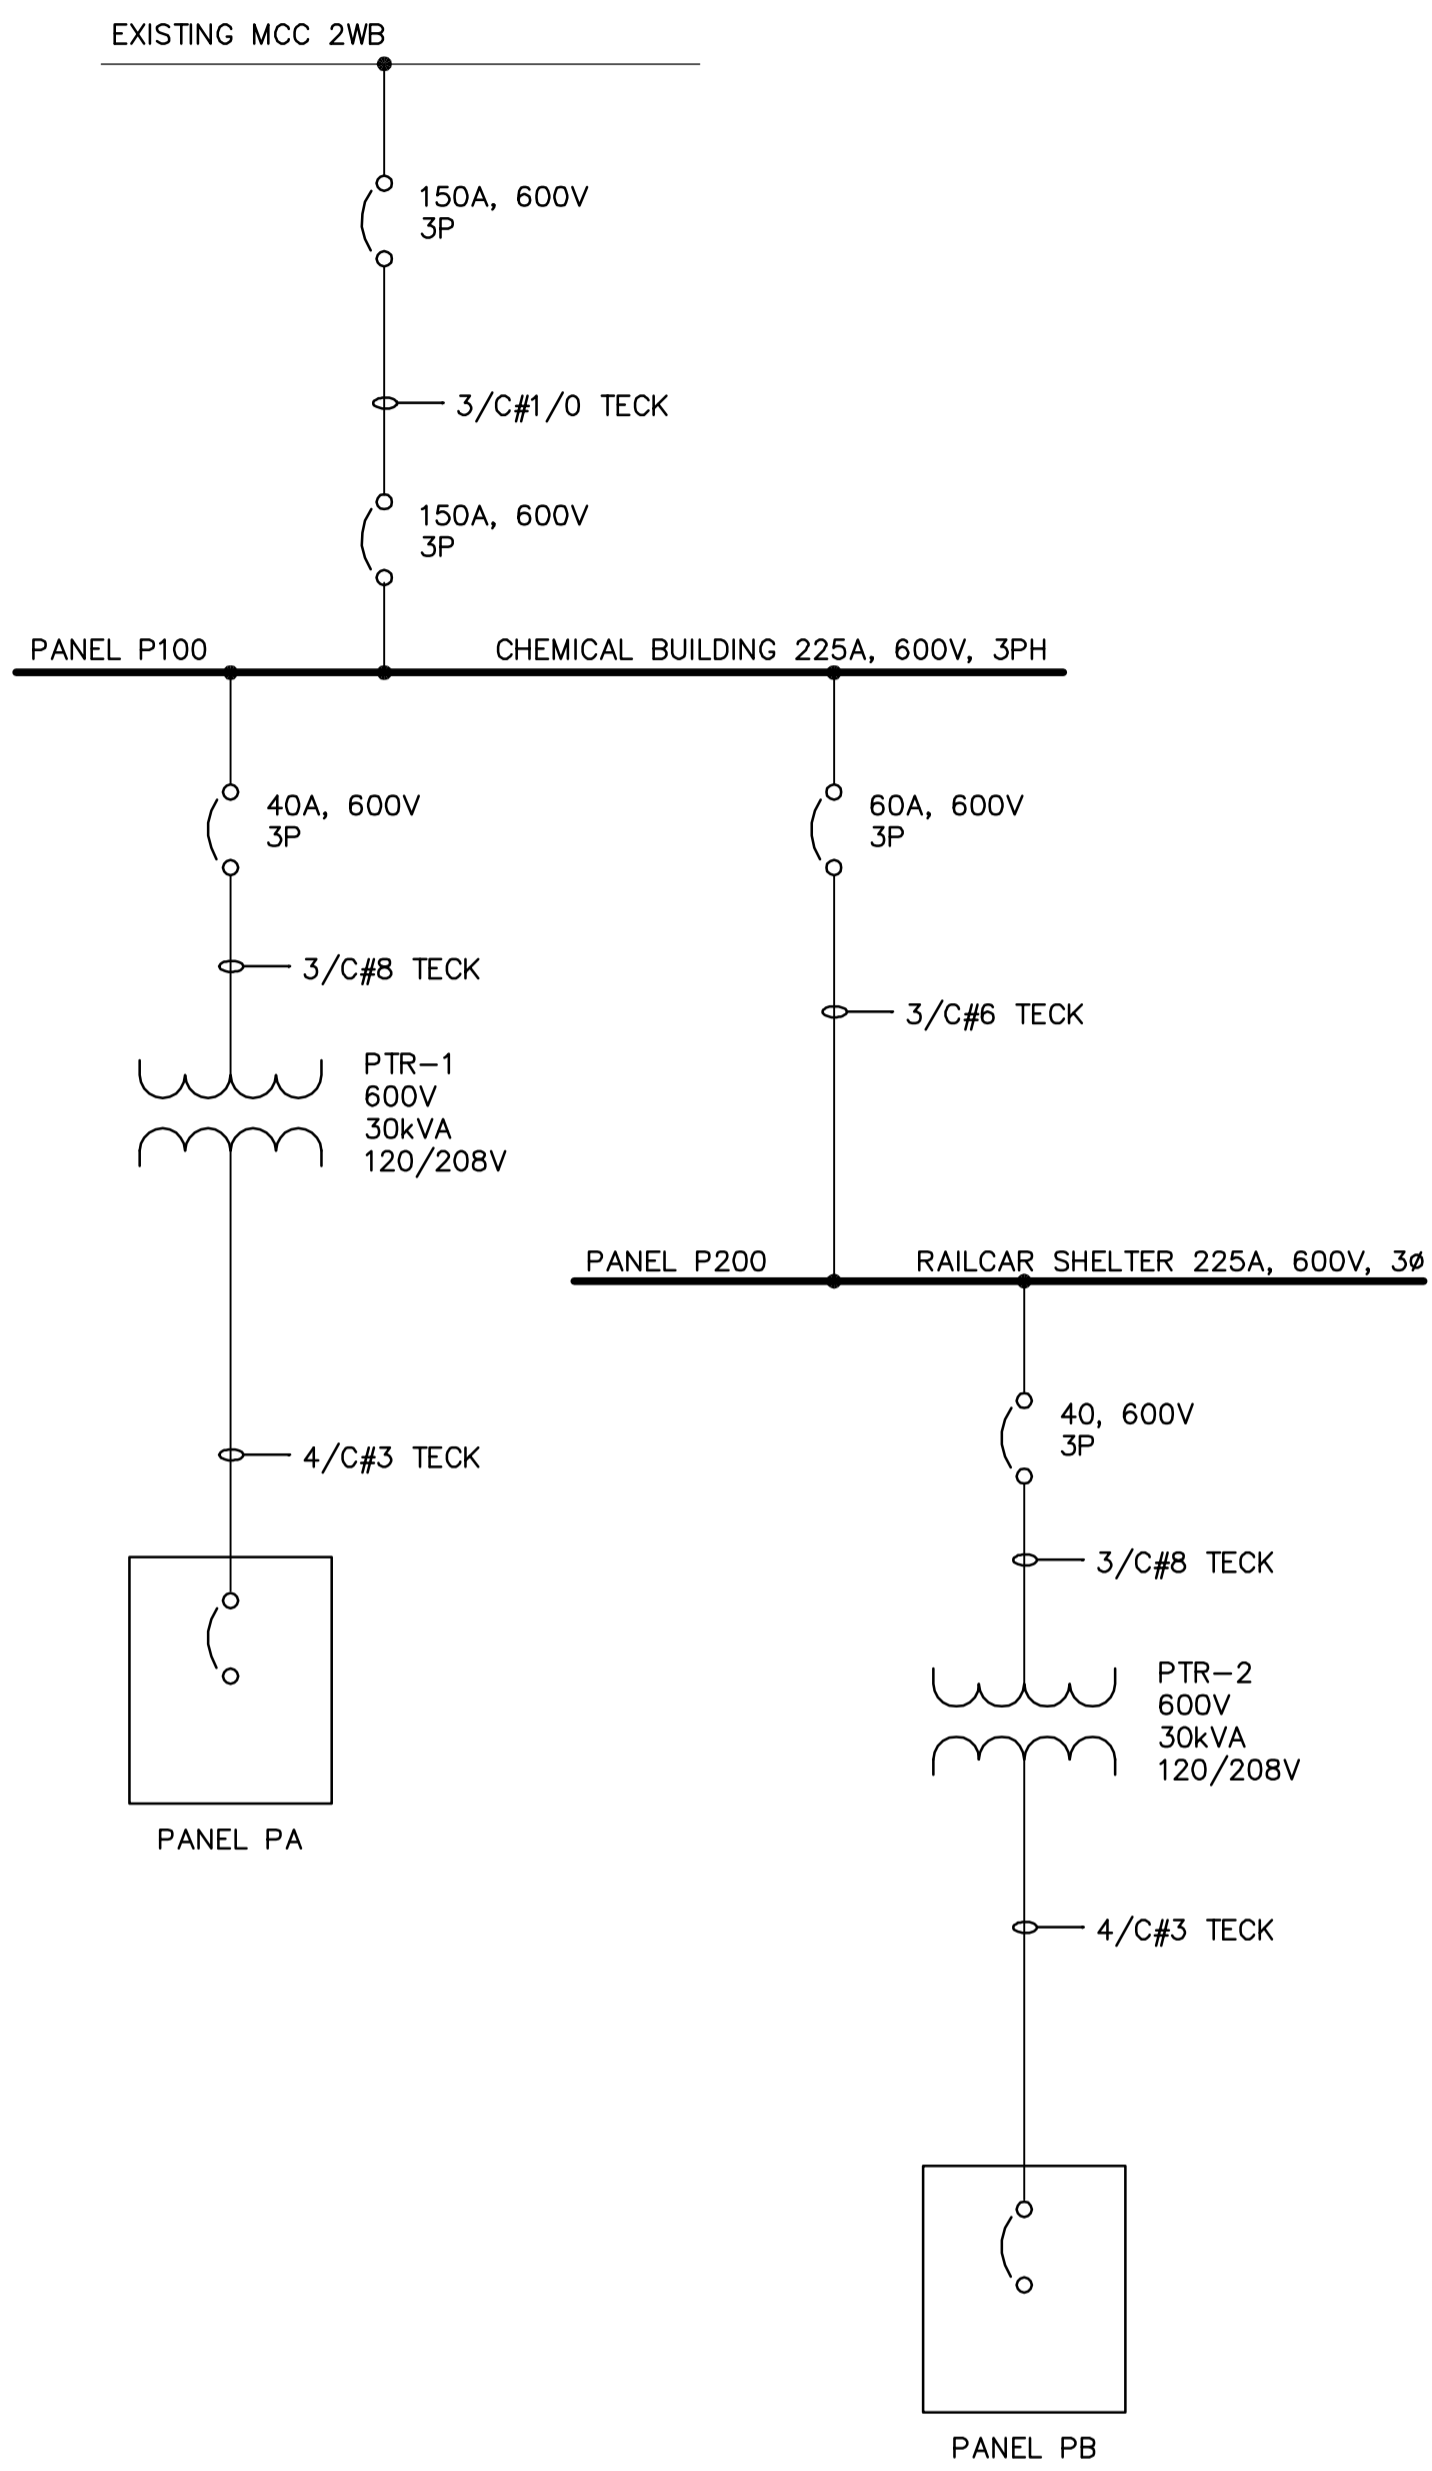 EXISTING MCC 2WB
150A, 600V
3P
3/C#1/0 TECK
150A, 600V
3P
PANEL P100
CHEMICAL BUILDING 225A, 600V, 3PH
40A, 600V
3P
60A, 600V
3P
3/C#8 TECK
3/C#6 TECK
PTR-1
600V
30kVA
120/208V
PANEL P200
RAILCAR SHELTER 225A, 600V, 3ø
40, 600V
3P
4/C#3 TECK
3/C#8 TECK
PTR-2
600V
30kVA
120/208V
PANEL PA
4/C#3 TECK
PANEL PB